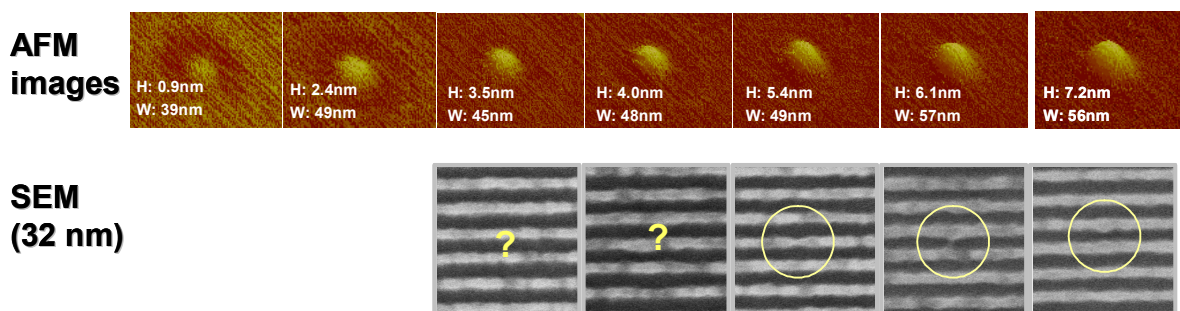 AFM
images
H: 0.9nm
W: 39nm
H: 2.4nm
W: 49nm
H: 3.5nm
W: 45nm
H: 4.0nm
W: 48nm
H: 5.4nm
W: 49nm
H: 6.1nm
W: 57nm
H: 7.2nm
W: 56nm
SEM
(32 nm)
?
?